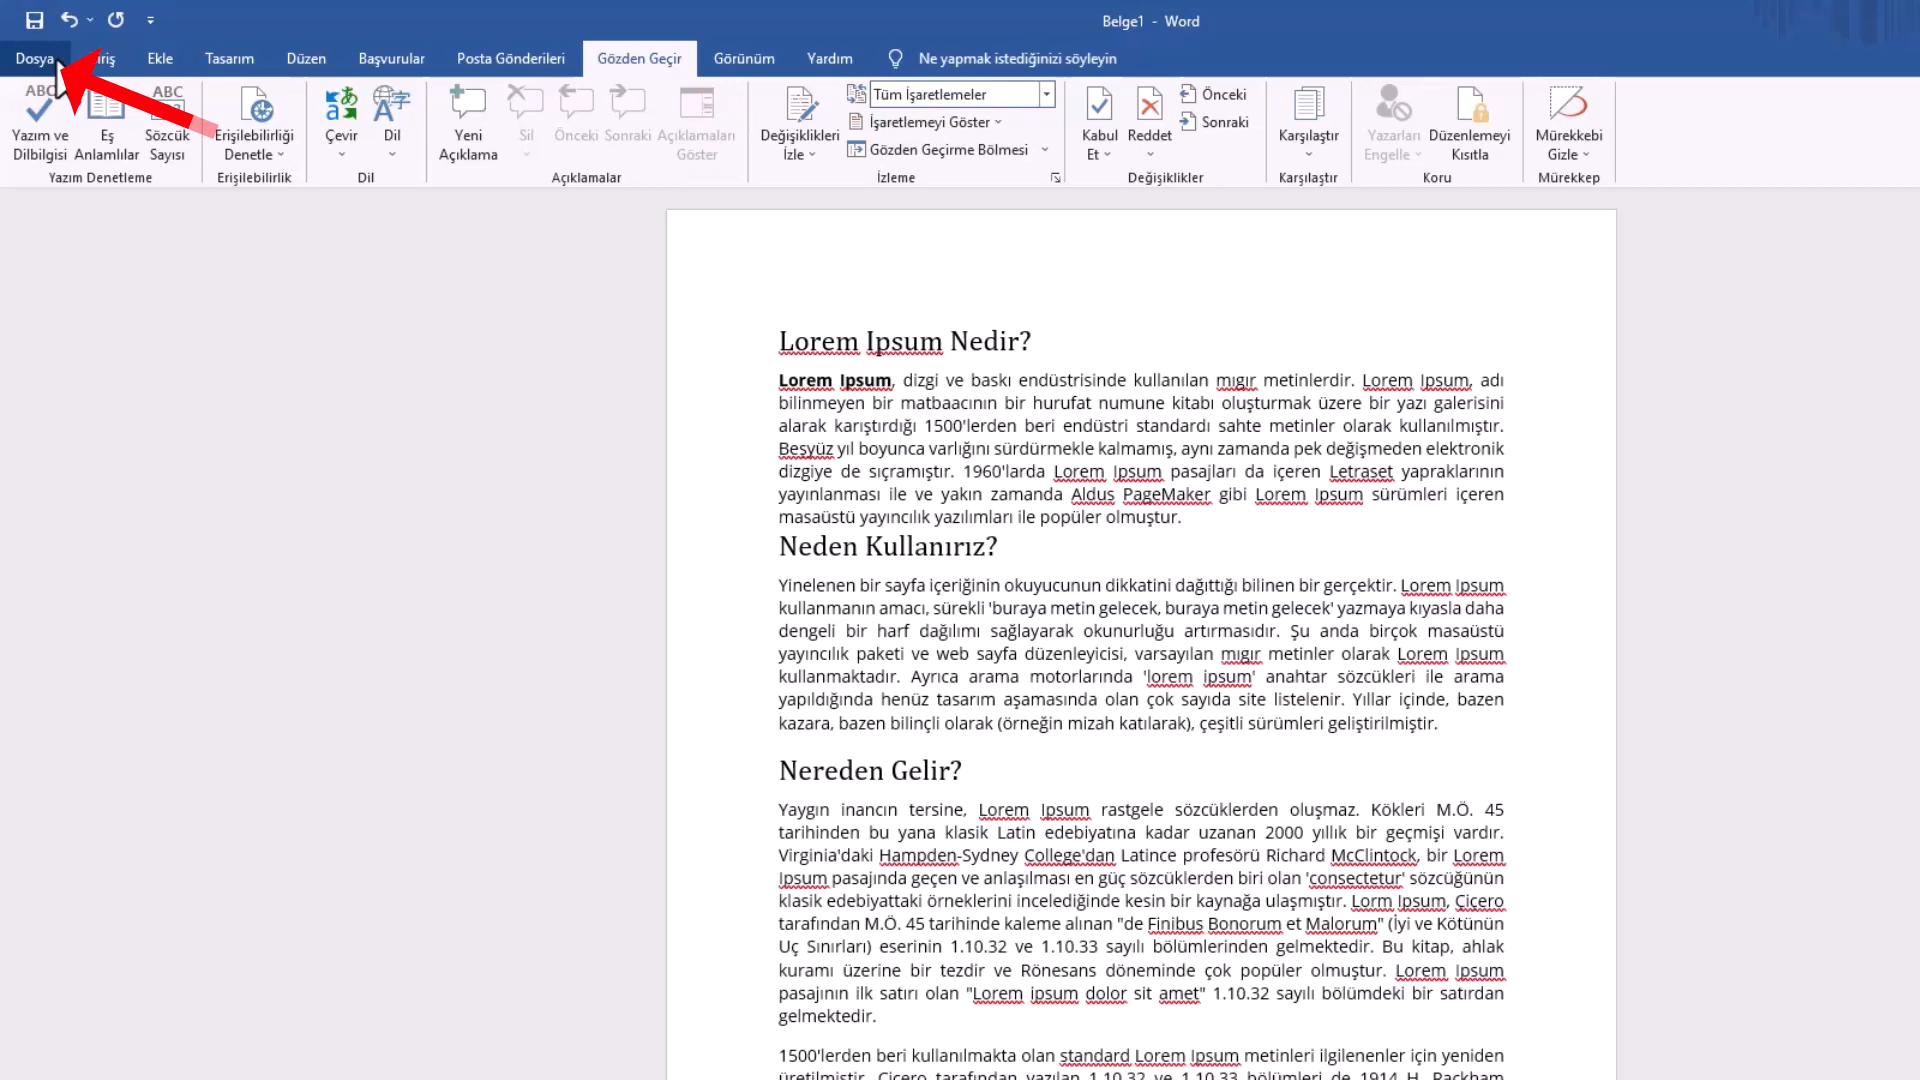 Belge1 - Word
Dosya Ekle Tasarım Düzen Başvurular Posta Gönderileri Gözden Geçir Görünüm Yardım Ne yapmak istediğinizi söyleyin
ABC
Yazım ve
Dilbilgisi
Eş
Anlamlılar
ABC
Sözcük
Sayısı
Yazım Denetleme
Erişilebilirliği
Denetle
Erişilebilirlik
Çevir
Dil
Dil
Yeni
Açıklama
Sil
Önceki
Sonraki
Açıklamaları
Göster
Açıklamalar
Değişiklikleri
İzle
Tüm İşaretlemeler
İşaretlemeyi Göster
Gözden Geçirme Bölmesi
İzleme
Kabul
Et
Reddet
Önceki
Sonraki
Değişiklikler
Karşılaştır
Karşılaştır
Yazarları
Engelle
Düzenlemeyi
Kısıtla
Koru
Mürekkebi
Gizle
Mürekkep
Lorem Ipsum Nedir?
Lorem Ipsum, dizgi ve baskı endüstrisinde kullanılan mıgır metinlerdir. Lorem Ipsum, adı
bilinmeyen bir matbaacının bir hurufat numune kitabı oluşturmak üzere bir yazı galerisini
alarak karıştırdığı 1500'lerden beri endüstri standardı sahte metinler olarak kullanılmıştır.
Beşyüz yıl boyunca varlığını sürdürmekle kalmamış, aynı zamanda pek değişmeden elektronik
dizgiye de sıçramıştır. 1960'larda Lorem Ipsum pasajları da içeren Letraset yapraklarının
yayınlanması ile ve yakın zamanda Aldus PageMaker gibi Lorem Ipsum sürümleri içeren
masaüstü yayıncılık yazılımları ile popüler olmuştur.
Neden Kullanırız?
Yinelenen bir sayfa içeriğinin okuyucunun dikkatini dağıttığı bilinen bir gerçektir. Lorem Ipsum
kullanmanın amacı, sürekli 'buraya metin gelecek, buraya metin gelecek' yazmaya kıyasla daha
dengeli bir harf dağılımı sağlayarak okunurluğu artırmasıdır. Şu anda birçok masaüstü
yayıncılık paketi ve web sayfa düzenleyicisi, varsayılan mıgır metinler olarak Lorem Ipsum
kullanmaktadır. Ayrıca arama motorlarında 'lorem ipsum' anahtar sözcükleri ile arama
yapıldığında henüz tasarım aşamasında olan çok sayıda site listelenir. Yıllar içinde, bazen
kazara, bazen bilinçli olarak (örneğin mizah katılarak), çeşitli sürümleri geliştirilmiştir.
Nereden Gelir?
Yaygın inancın tersine, Lorem Ipsum rastgele sözcüklerden oluşmaz. Kökleri M.Ö. 45
tarihinden bu yana klasik Latin edebiyatına kadar uzanan 2000 yıllık bir geçmişi vardır.
Virginia'daki Hampden-Sydney College'dan Latince profesörü Richard McClintock, bir Lorem
Ipsum pasajında geçen ve anlaşılması en güç sözcüklerden biri olan 'consectetur' sözcüğünün
klasik edebiyattaki örneklerini incelediğinde kesin bir kaynağa ulaşmıştır. Lorm Ipsum, Çiçero
tarafından M.Ö. 45 tarihinde kaleme alınan "de Finibus Bonorum et Malorum" (İyi ve Kötünün
Uç Sınırları) eserinin 1.10.32 ve 1.10.33 sayılı bölümlerinden gelmektedir. Bu kitap, ahlak
kuramı üzerine bir tezdir ve Rönesans döneminde çok popüler olmuştur. Lorem Ipsum
pasajının ilk satırı olan "Lorem ipsum dolor sit amet" 1.10.32 sayılı bölümdeki bir satırdan
gelmektedir.
1500'lerden beri kullanılmakta olan standard Lorem Ipsum metinleri ilgilenenler için yeniden
üretilmiştir. Çiçero tarafından yazılan 1.10.32 ve 1.10.33 bölümleri de 1914 H. Rackham